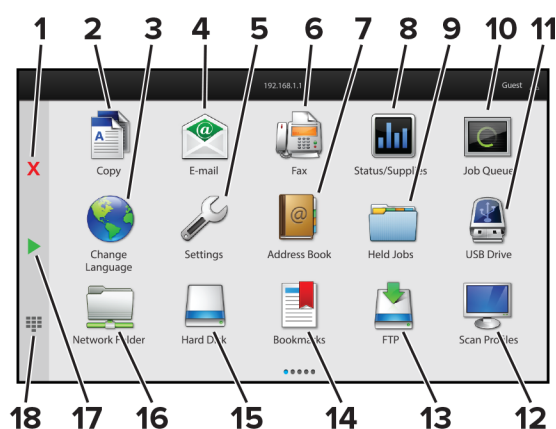 1 2 3 4 5 6 7 8 9 10 11
192.168.1.1
Guest
A @
X Copy E-mail Fax Status/Supplies Job Queue
@
Change Language Settings Address Book Held Jobs USB Drive
Network Folder Hard Disk Bookmarks FTP Scan Profiles
18 17 16 15 14 13 12